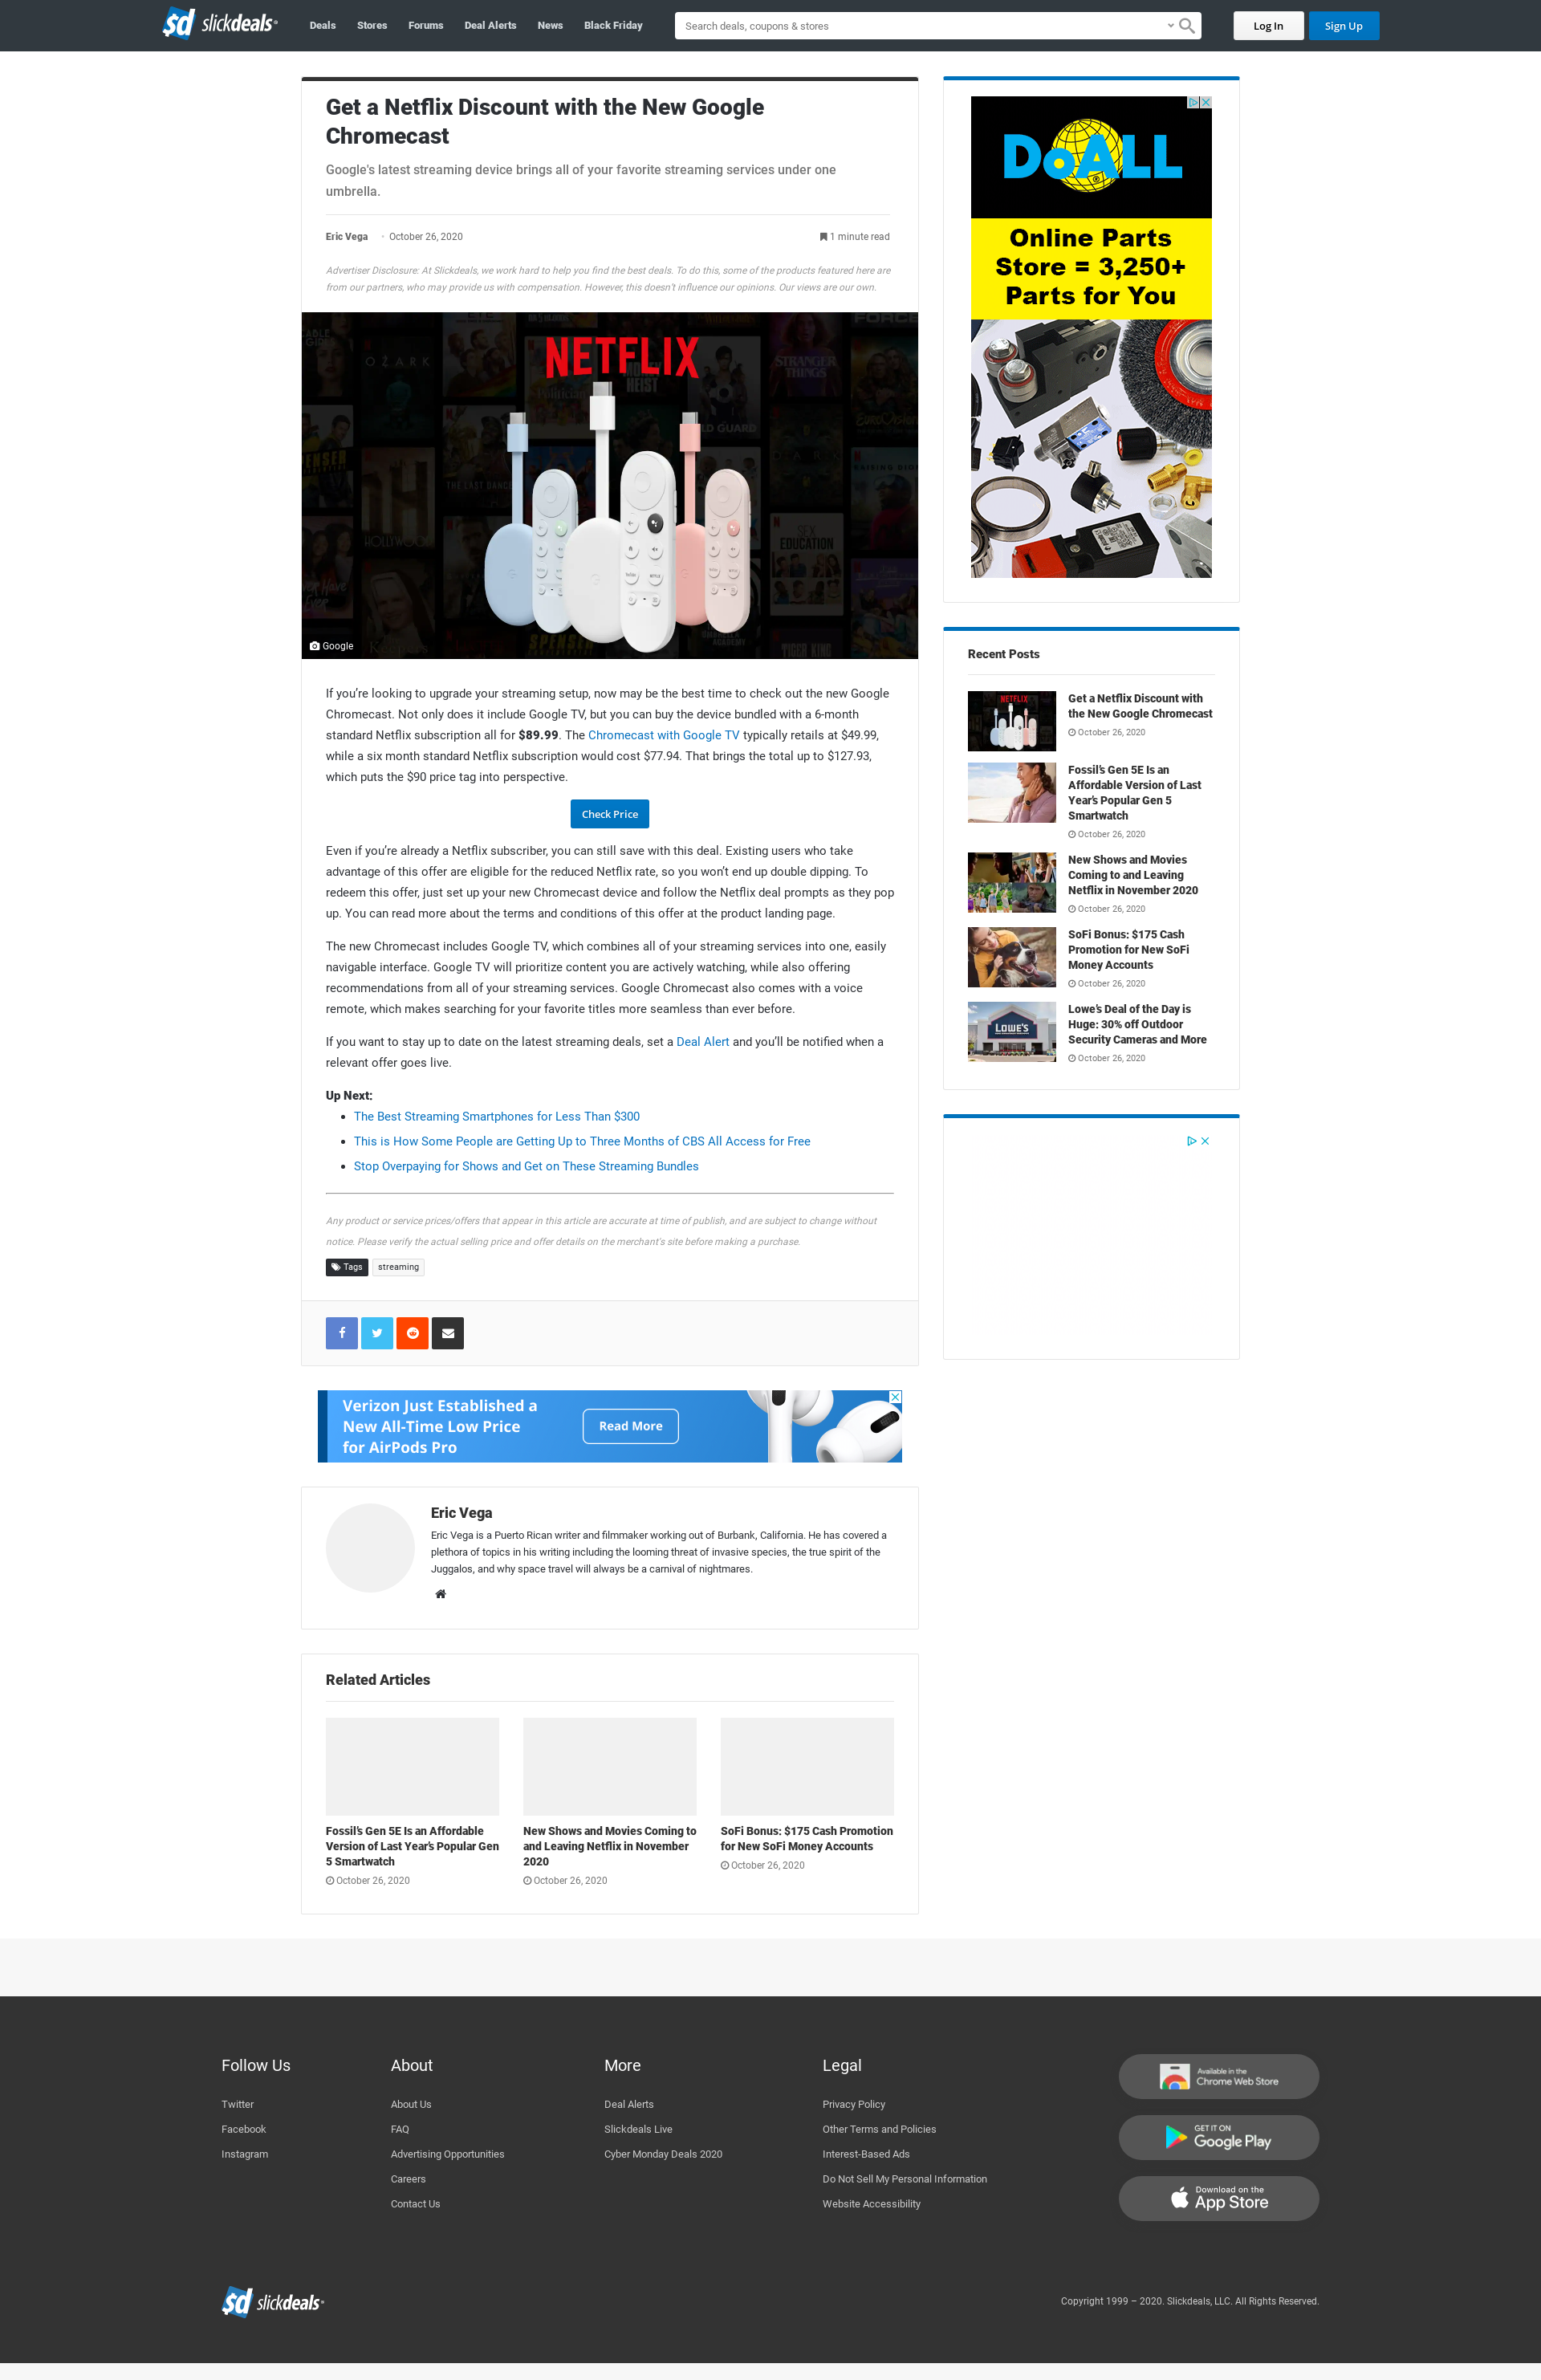 sd slickdeals
Deals
Stores
Forums
Deal Alerts
News
Black Friday
Search deals, coupons & stores
Log In
Sign Up
Get a Netflix Discount with the New Google
Chromecast
Google's latest streaming device brings all of your favorite streaming services under one
umbrella.
Eric Vega · October 26, 2020
1 minute read
Advertiser Disclosure: At Slickdeals, we work hard to help you find the best deals. To do this, some of the products featured here are
from our partners, who may provide us with compensation. However, this doesn't influence our opinions. Our views are our own.
NETFLIX
OZARK
FORCE
MONEY
HEIST
STRANGER
THINGS
Politician
OLD GUARD
THE LAST DANCE
SEX
EDUCATION
HOLLYWOOD
SPENSER
TIGER KING
Google
If you’re looking to upgrade your streaming setup, now may be the best time to check out the new Google
Chromecast. Not only does it include Google TV, but you can buy the device bundled with a 6-month
standard Netflix subscription all for $89.99. The Chromecast with Google TV typically retails at $49.99,
while a six month standard Netflix subscription would cost $77.94. That brings the total up to $127.93,
which puts the $90 price tag into perspective.
Check Price
Even if you’re already a Netflix subscriber, you can still save with this deal. Existing users who take
advantage of this offer are eligible for the reduced Netflix rate, so you won’t end up double dipping. To
redeem this offer, just set up your new Chromecast device and follow the Netflix deal prompts as they pop
up. You can read more about the terms and conditions of this offer at the product landing page.
The new Chromecast includes Google TV, which combines all of your streaming services into one, easily
navigable interface. Google TV will prioritize content you are actively watching, while also offering
recommendations from all of your streaming services. Google Chromecast also comes with a voice
remote, which makes searching for your favorite titles more seamless than ever before.
If you want to stay up to date on the latest streaming deals, set a Deal Alert and you’ll be notified when a
relevant offer goes live.
Up Next:
• The Best Streaming Smartphones for Less Than $300
• This is How Some People are Getting Up to Three Months of CBS All Access for Free
• Stop Overpaying for Shows and Get on These Streaming Bundles
Any product or service prices/offers that appear in this article are accurate at time of publish, and are subject to change without
notice. Please verify the actual selling price and offer details on the merchant's site before making a purchase.
Tags
streaming
Verizon Just Established a
New All-Time Low Price
for AirPods Pro
Read More
Eric Vega
Eric Vega is a Puerto Rican writer and filmmaker working out of Burbank, California. He has covered a
plethora of topics in his writing including the looming threat of invasive species, the true spirit of the
Juggalos, and why space travel will always be a carnival of nightmares.
Related Articles
Fossil’s Gen 5E Is an Affordable
Version of Last Year’s Popular Gen
5 Smartwatch
October 26, 2020
New Shows and Movies Coming to
and Leaving Netflix in November
2020
October 26, 2020
SoFi Bonus: $175 Cash Promotion
for New SoFi Money Accounts
October 26, 2020
DoALL
Online Parts
Store = 3,250+
Parts for You
Recent Posts
NETFLIX
Get a Netflix Discount with
the New Google Chromecast
October 26, 2020
Fossil’s Gen 5E Is an
Affordable Version of Last
Year’s Popular Gen 5
Smartwatch
October 26, 2020
New Shows and Movies
Coming to and Leaving
Netflix in November 2020
October 26, 2020
SoFi Bonus: $175 Cash
Promotion for New SoFi
Money Accounts
October 26, 2020
LOWE'S
Lowe’s Deal of the Day is
Huge: 30% off Outdoor
Security Cameras and More
October 26, 2020
Follow Us
Twitter
Facebook
Instagram
About
About Us
FAQ
Advertising Opportunities
Careers
Contact Us
More
Deal Alerts
Slickdeals Live
Cyber Monday Deals 2020
Legal
Privacy Policy
Other Terms and Policies
Interest-Based Ads
Do Not Sell My Personal Information
Website Accessibility
Available in the
Chrome Web Store
GET IT ON
Google Play
Download on the
App Store
sd slickdeals
Copyright 1999 – 2020. Slickdeals, LLC. All Rights Reserved.